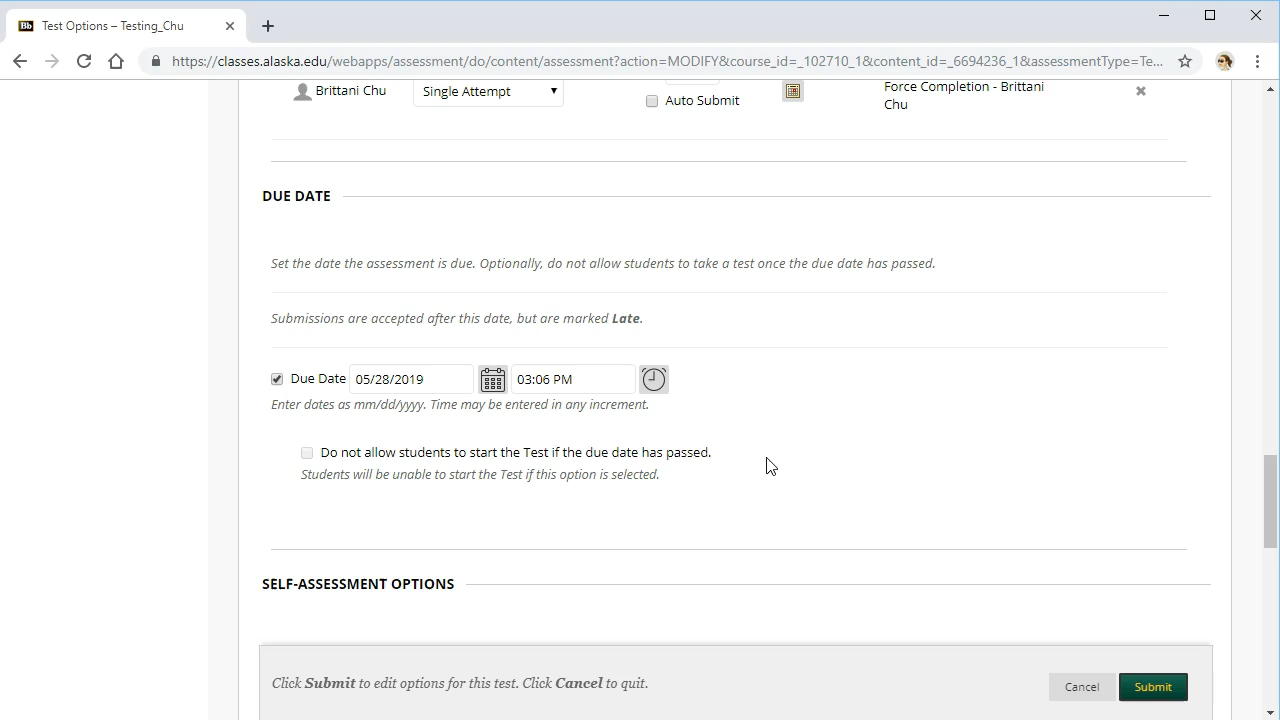 Bb Test Options – Testing_Chu
https://classes.alaska.edu/webapps/assessment/do/content/assessment?action=MODIFY&course_id=_102710_1&content_id=_6694236_1&assessmentType=Te...
Brittani Chu Single Attempt Auto Submit Force Completion - Brittani
Chu
DUE DATE
Set the date the assessment is due. Optionally, do not allow students to take a test once the due date has passed.
Submissions are accepted after this date, but are marked Late.
Due Date 05/28/2019 03:06 PM
Enter dates as mm/dd/yyyy. Time may be entered in any increment.
Do not allow students to start the Test if the due date has passed.
Students will be unable to start the Test if this option is selected.
SELF-ASSESSMENT OPTIONS
Click Submit to edit options for this test. Click Cancel to quit. Cancel Submit